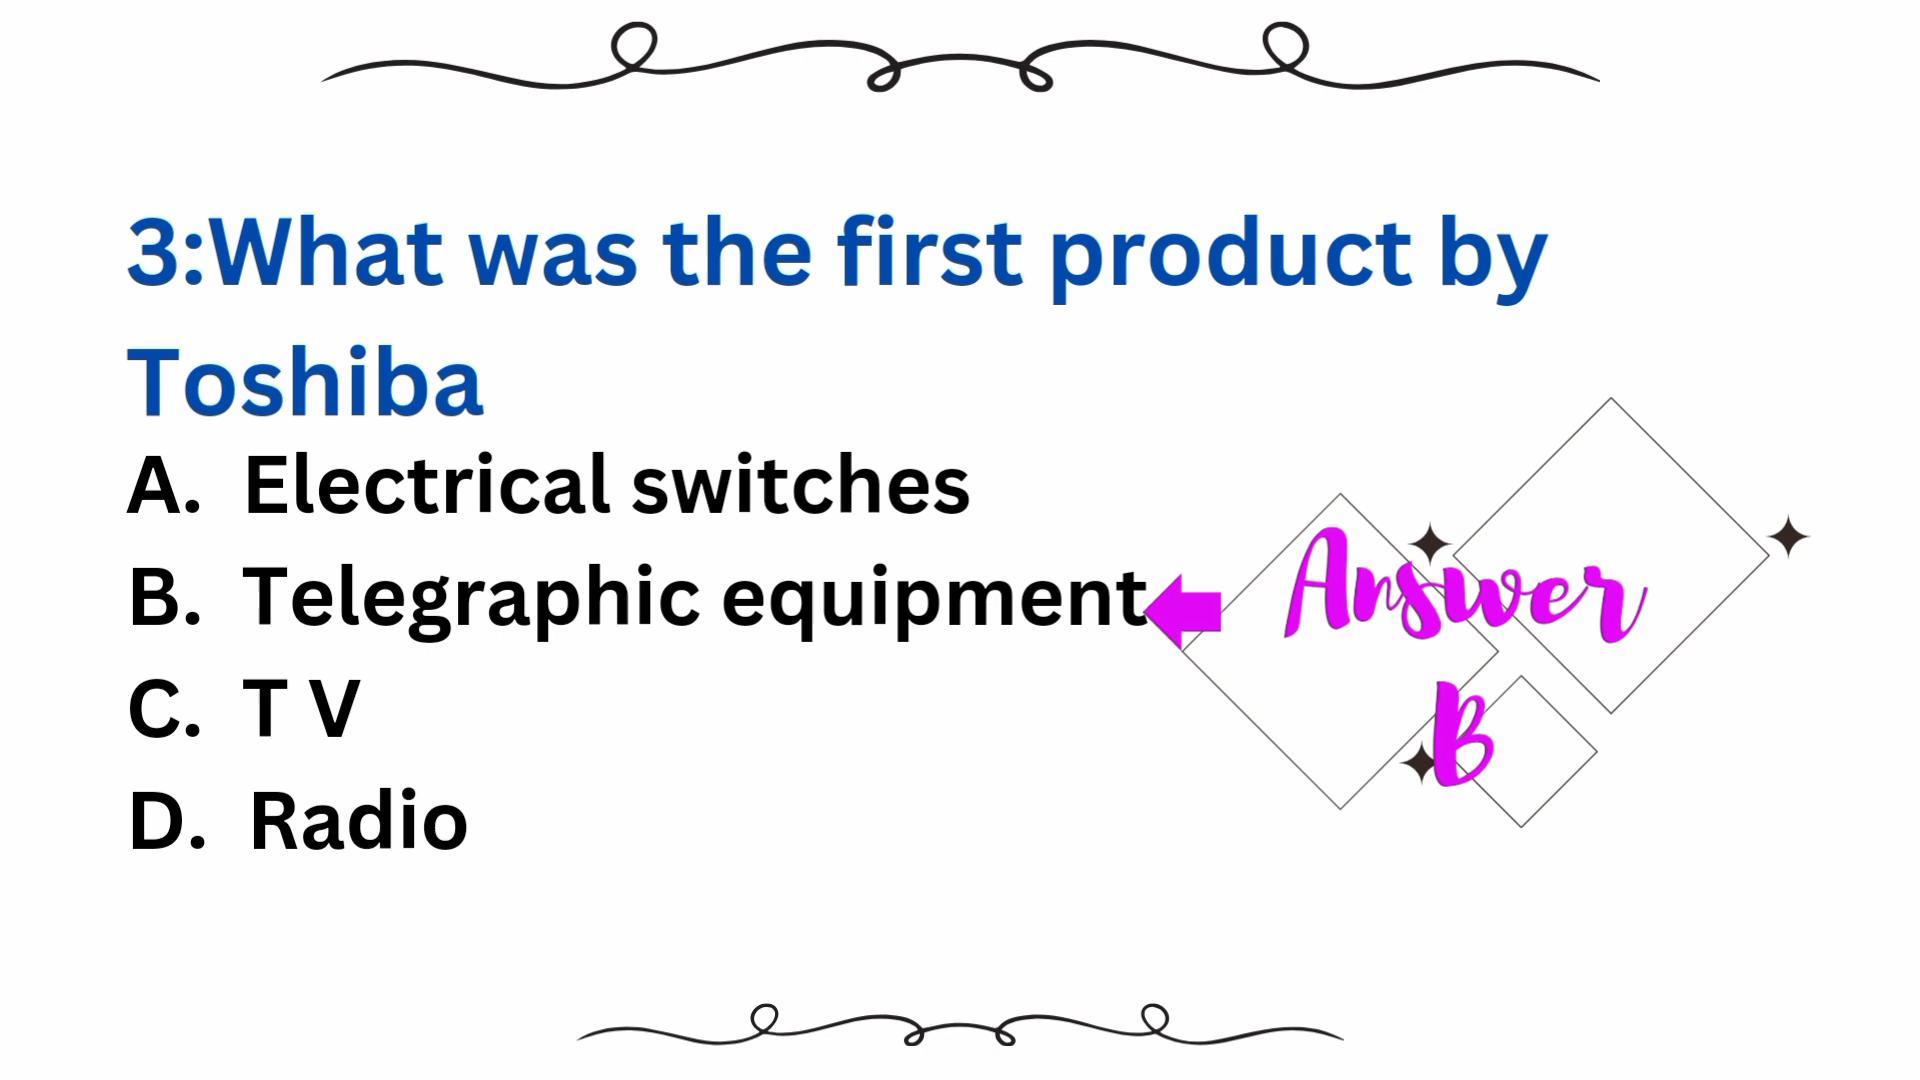 3:What was the first product by
Toshiba
A. Electrical switches
B. Telegraphic equipment
C. T V
D. Radio
Answer
B